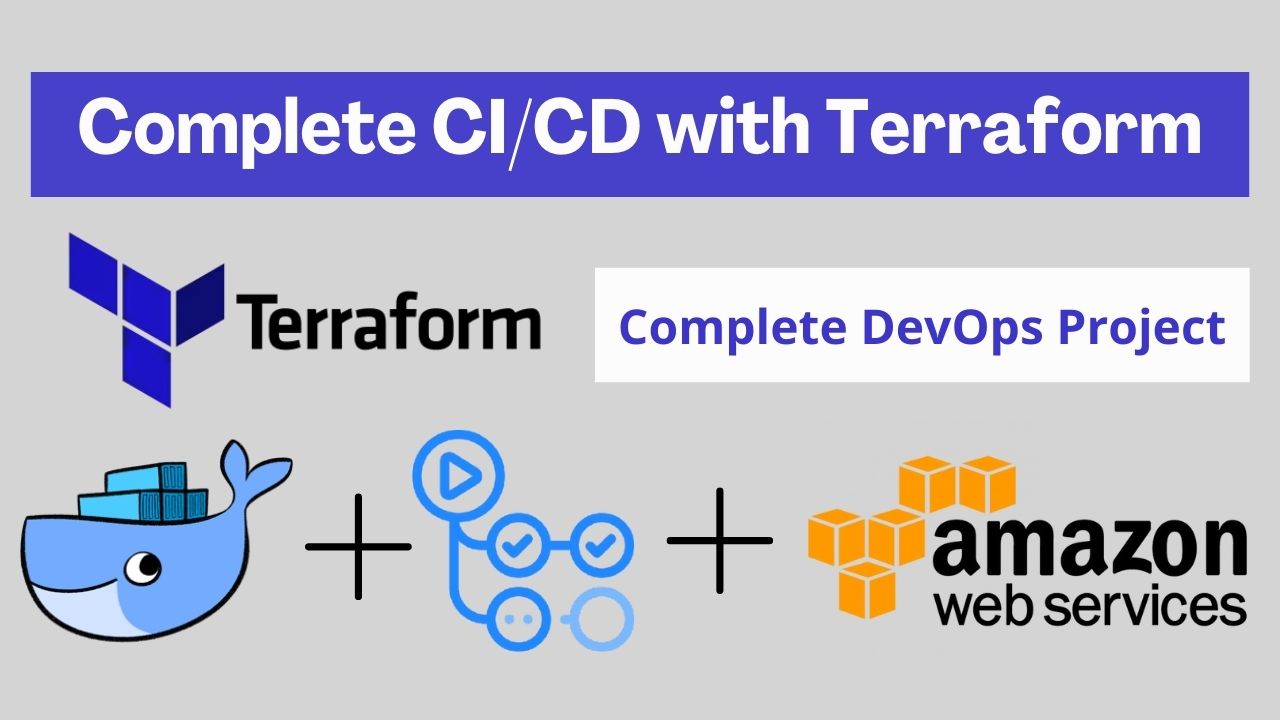 Complete CI/CD with Terraform
Terraform
Complete DevOps Project
amazon
web services